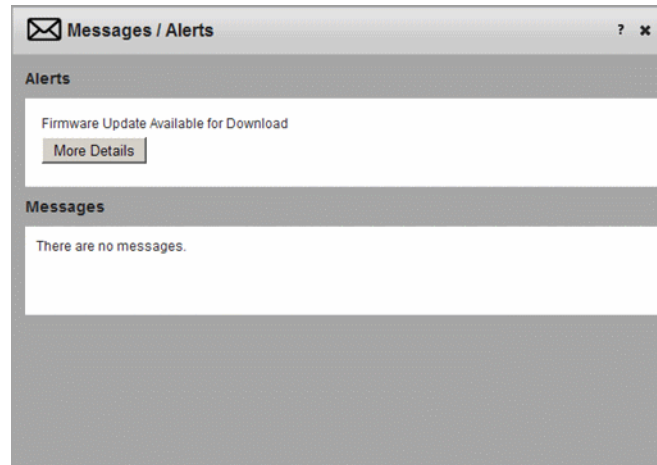 Messages / Alerts ?
Alerts
Firmware Update Available for Download
More Details
Messages
There are no messages.